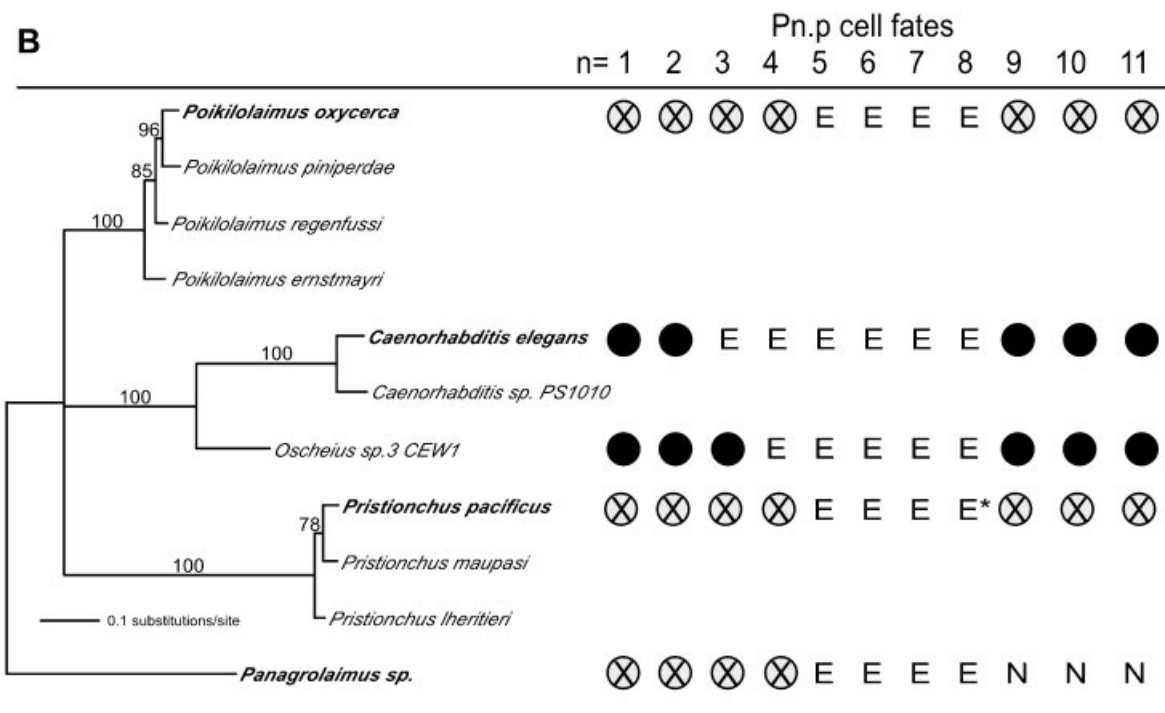 B
Pn.p cell fates
n= 1 2 3 4 5 6 7 8 9 10 11
Poikilolaimus oxycerca X X X X E E E E X X X
96
Poikilolaimus piniperdae
85
Poikilolaimus regenfussi
100
Poikilolaimus ernstmayri
Caenorhabditis elegans E E E E E E
100
Caenorhabditis sp. PS1010
100
Oscheius sp.3 CEW1 E E E E E
Pristionchus pacificus X X X X E E E E* X X X
78
Pristionchus maupasi
100
Pristionchus lheritieri
0.1 substitutions/site
Panagrolaimus sp. X X X X E E E E N N N